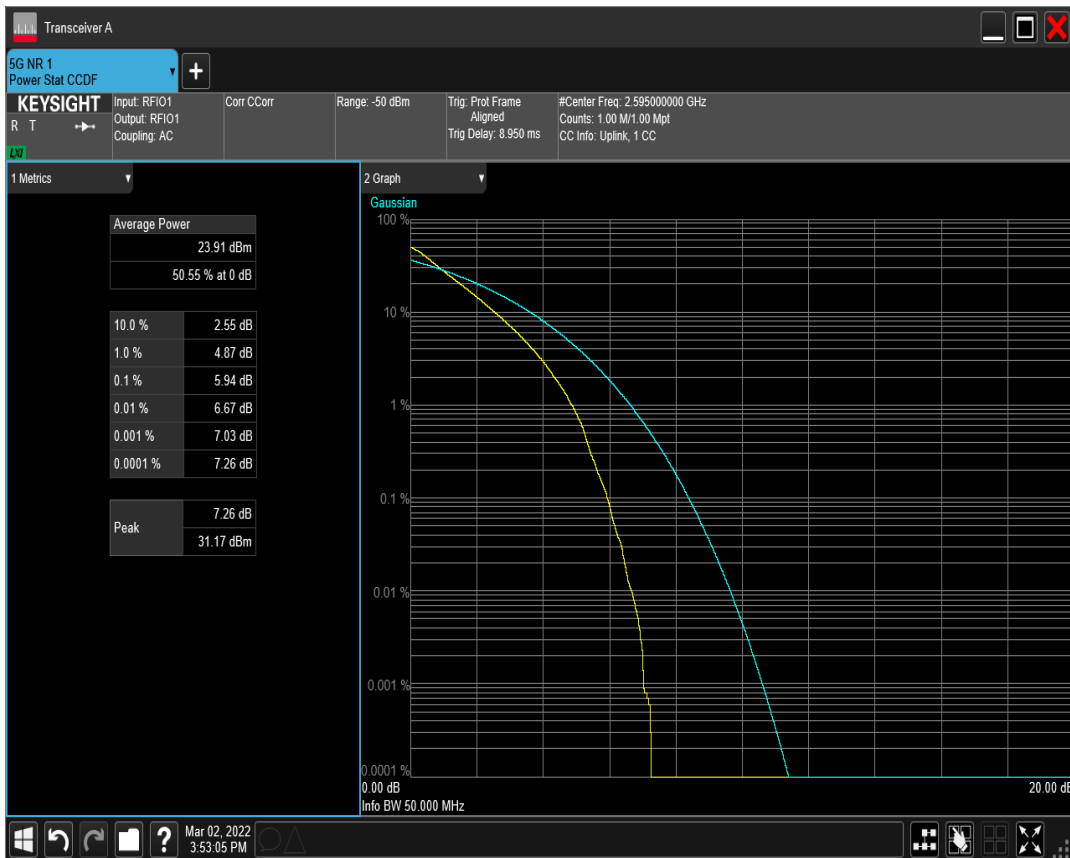 Transceiver A
5G NR 1
Power Stat CCDF
+
KEYSIGHT
R T
LXI
Input: RFIO1
Output: RFIO1
Coupling: AC
Corr CCorr
Range: -50 dBm
Trig: Prot Frame
Aligned
Trig Delay: 8.950 ms
#Center Freq: 2.595000000 GHz
Counts: 1.00 M/1.00 Mpt
CC Info: Uplink, 1 CC
1 Metrics
Average Power
23.91 dBm
50.55 % at 0 dB
10.0 % 2.55 dB
1.0 % 4.87 dB
0.1 % 5.94 dB
0.01 % 6.67 dB
0.001 % 7.03 dB
0.0001 % 7.26 dB
Peak
7.26 dB
31.17 dBm
2 Graph
Gaussian
100 %
10 %
1 %
0.1 %
0.01 %
0.001 %
0.0001 %
0.00 dB
20.00 dB
Info BW 50.000 MHz
?
Mar 02, 2022
3:53:05 PM